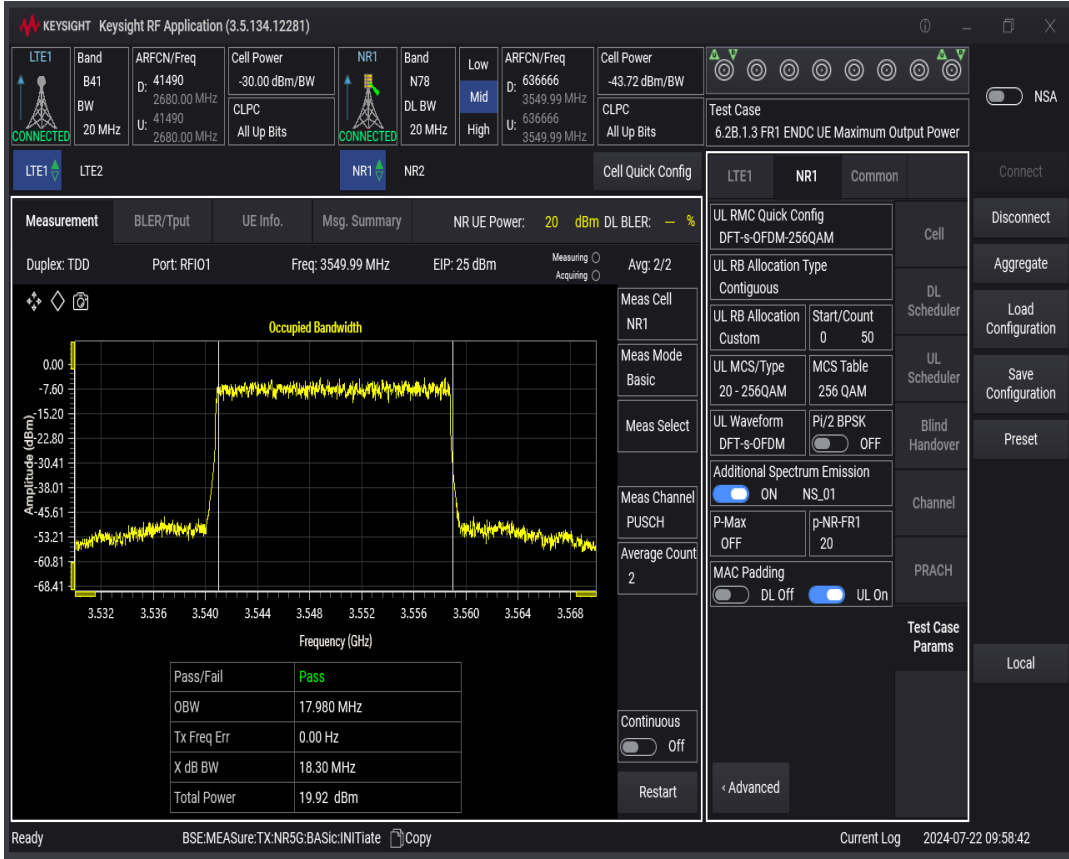 KEYSIGHT Keysight RF Application (3.5.134.12281)
LTE1 Band B41 BW 20 MHz CONNECTED
ARFCN/Freq D: 41490 2680.00 MHz U: 41490 2680.00 MHz
Cell Power -30.00 dBm/BW
CLPC All Up Bits
NR1 Band N78 DL BW 20 MHz CONNECTED
Low Mid High
ARFCN/Freq D: 636666 3549.99 MHz U: 636666 3549.99 MHz
Cell Power -43.72 dBm/BW
CLPC All Up Bits
Test Case
6.2B.1.3 FR1 ENDC UE Maximum Output Power
NSA
LTE1 LTE2 NR1 NR2 Cell Quick Config
Measurement BLER/Tput UE Info. Msg. Summary NR UE Power: 20 dBm DL BLER: -- %
Duplex: TDD Port: RFIO1 Freq: 3549.99 MHz EIP: 25 dBm Measuring Acquiring Avg: 2/2
Occupied Bandwidth
Amplitude (dBm)
0.00
-7.60
-15.20
-22.80
-30.41
-38.01
-45.61
-53.21
-60.81
-68.41
3.532 3.536 3.540 3.544 3.548 3.552 3.556 3.560 3.564 3.568
Frequency (GHz)
Pass/Fail Pass
OBW 17.980 MHz
Tx Freq Err 0.00 Hz
X dB BW 18.30 MHz
Total Power 19.92 dBm
Meas Cell
NR1
Meas Mode
Basic
Meas Select
Meas Channel
PUSCH
Average Count
2
Continuous
Off
Restart
LTE1 NR1 Common
UL RMC Quick Config
DFT-s-OFDM-256QAM
UL RB Allocation Type
Contiguous
UL RB Allocation Start/Count
Custom 0 50
UL MCS/Type MCS Table
20 - 256QAM 256 QAM
UL Waveform Pi/2 BPSK
DFT-s-OFDM OFF
Additional Spectrum Emission
ON NS_01
P-Max p-NR-FR1
OFF 20
MAC Padding
DL Off UL On
‹ Advanced
Cell
DL
Scheduler
UL
Scheduler
Blind
Handover
Channel
PRACH
Test Case
Params
Connect
Disconnect
Aggregate
Load
Configuration
Save
Configuration
Preset
Local
Ready BSE:MEASure:TX:NR5G:BASic:INITiate Copy Current Log 2024-07-22 09:58:42